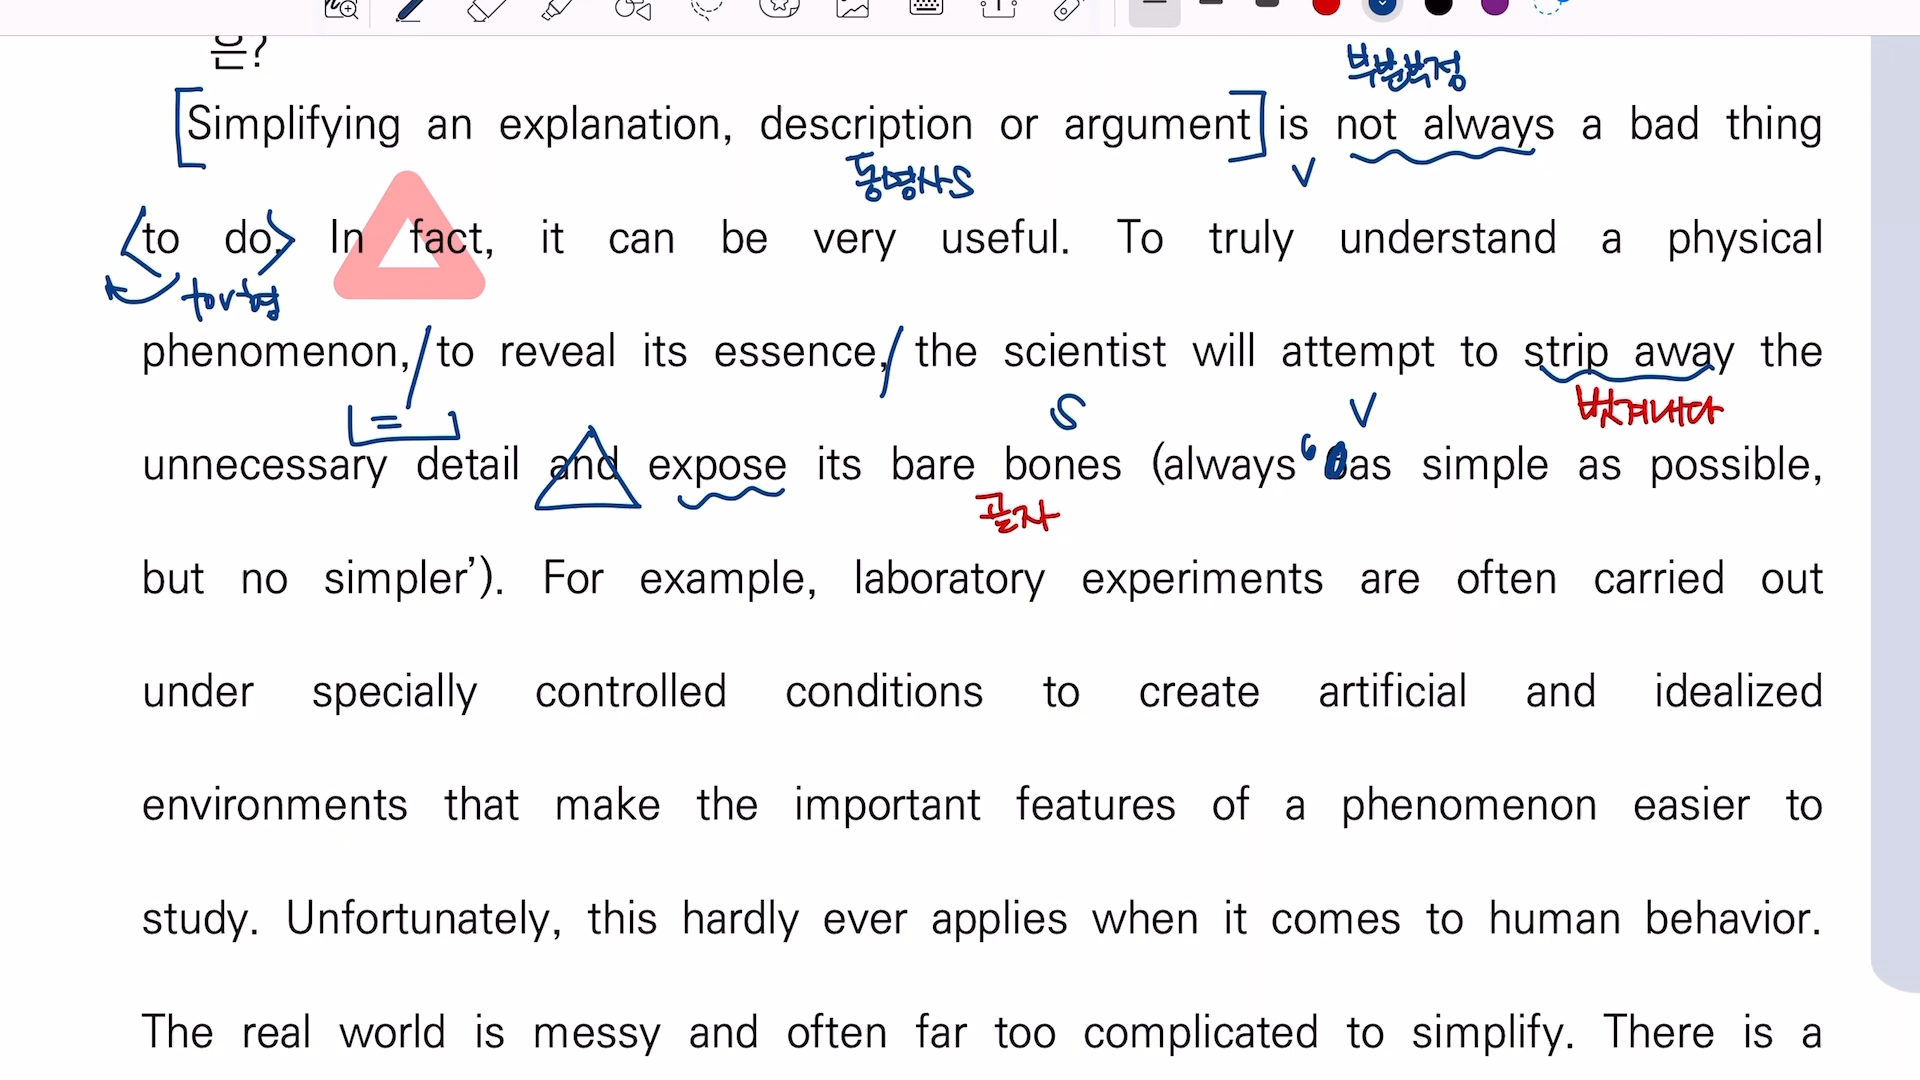 은?
부분부정
Simplifying an explanation, description or argument is not always a bad thing
동명사S V
to do. In fact, it can be very useful. To truly understand a physical
to v 형
phenomenon, to reveal its essence, the scientist will attempt to strip away the
= S V 벗겨내다
unnecessary detail and expose its bare bones (always ‘as simple as possible,
골자
but no simpler’). For example, laboratory experiments are often carried out
under specially controlled conditions to create artificial and idealized
environments that make the important features of a phenomenon easier to
study. Unfortunately, this hardly ever applies when it comes to human behavior.
The real world is messy and often far too complicated to simplify. There is a